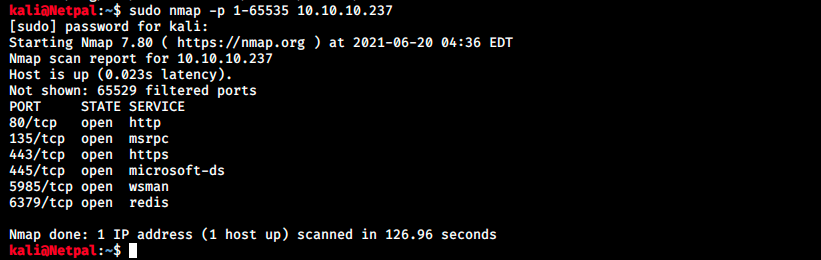 kali@Netpal:~$ sudo nmap -p 1-65535 10.10.10.237
[sudo] password for kali:
Starting Nmap 7.80 ( https://nmap.org ) at 2021-06-20 04:36 EDT
Nmap scan report for 10.10.10.237
Host is up (0.023s latency).
Not shown: 65529 filtered ports
PORT     STATE SERVICE
80/tcp   open  http
135/tcp  open  msrpc
443/tcp  open  https
445/tcp  open  microsoft-ds
5985/tcp open  wsman
6379/tcp open  redis
Nmap done: 1 IP address (1 host up) scanned in 126.96 seconds
kali@Netpal:~$